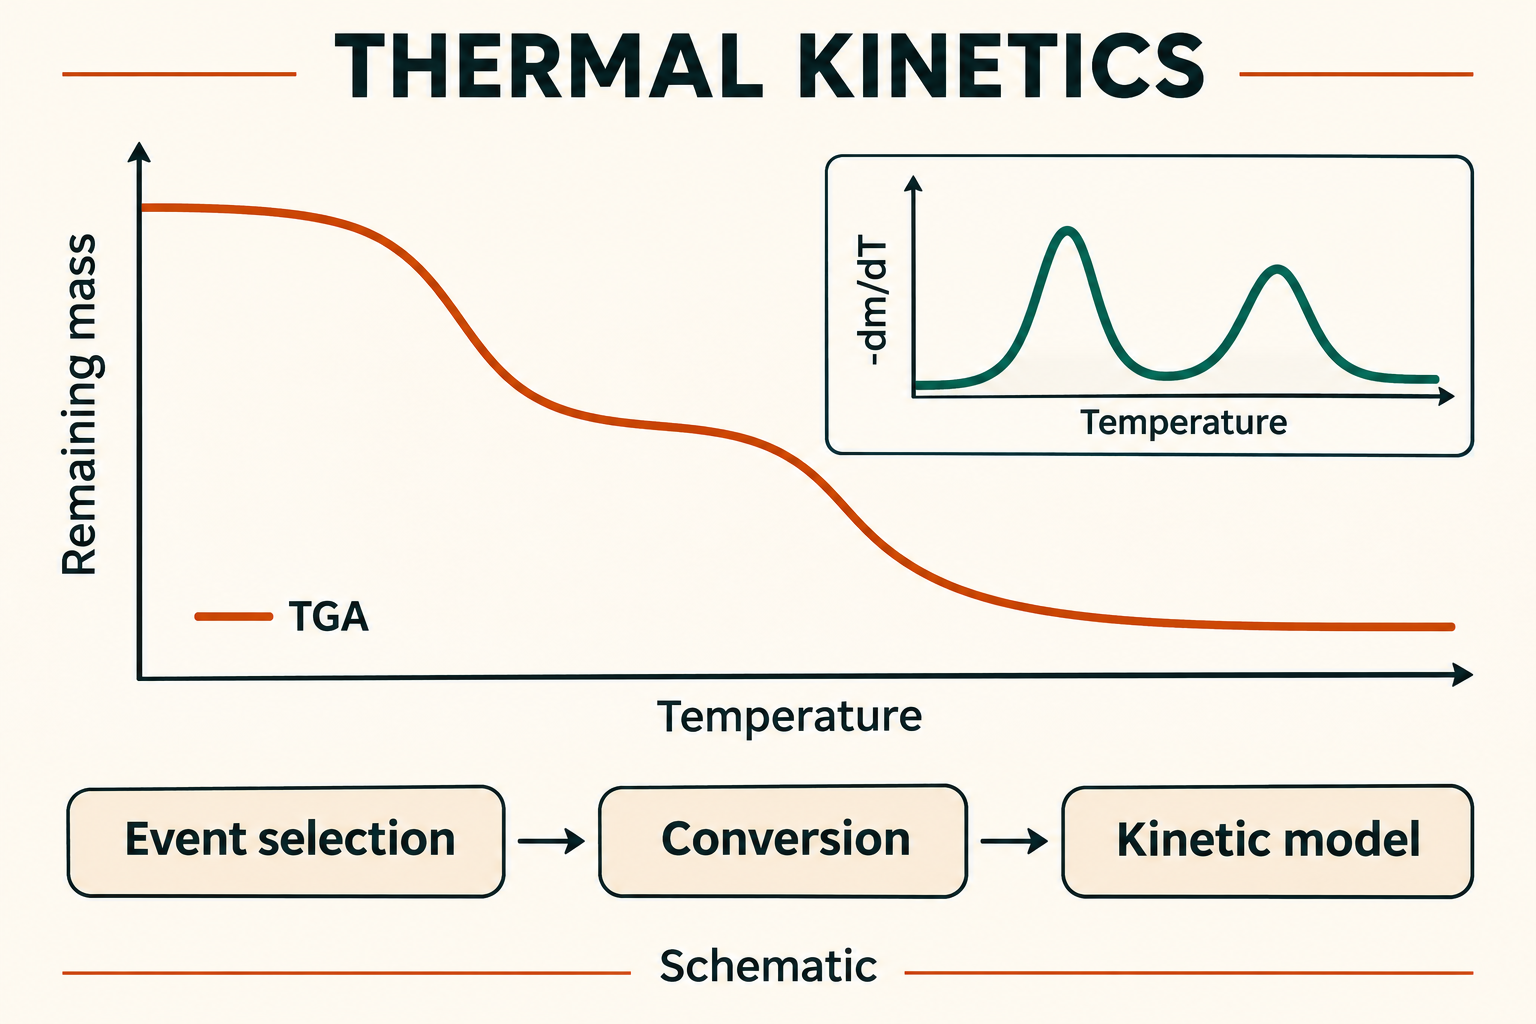 THERMAL KINETICS
Remaining mass
-dm/dT
Temperature
TGA
Temperature
Event selection
Conversion
Kinetic model
Schematic